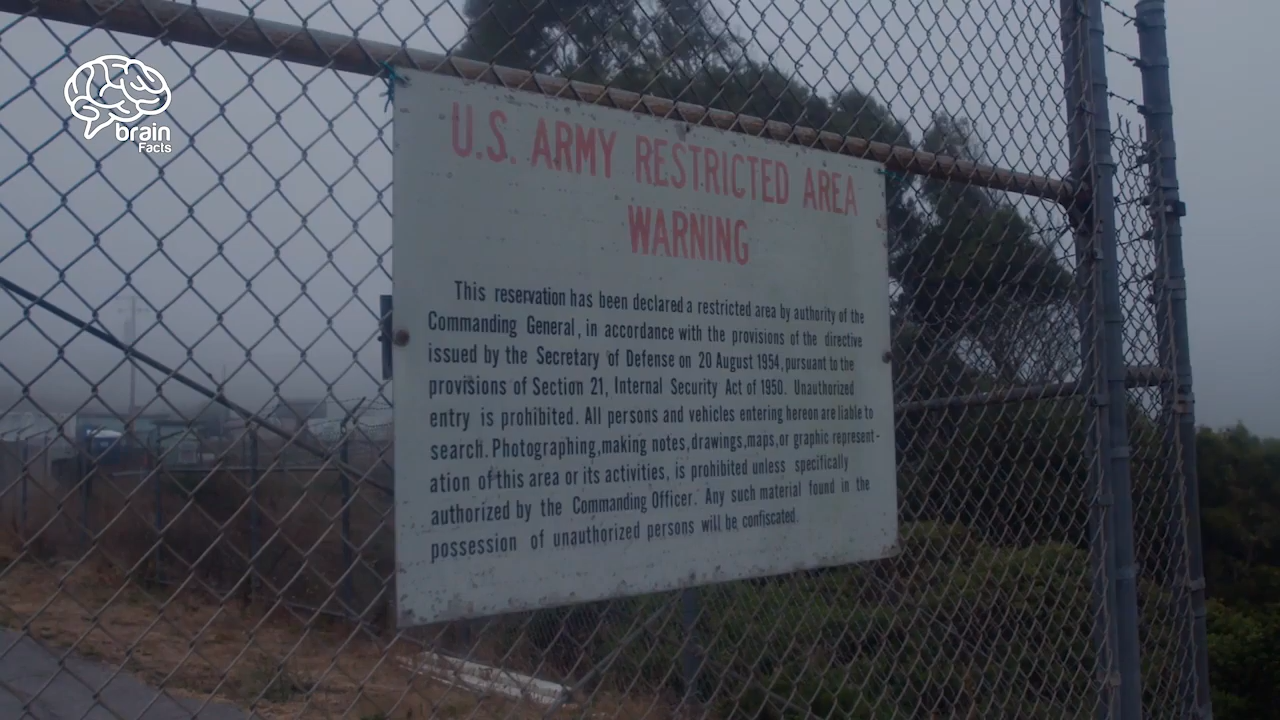 brain
Facts
U.S. ARMY RESTRICTED AREA
WARNING
This reservation has been declared a restricted area by authority of the
Commanding General, in accordance with the provisions of the directive
issued by the Secretary of Defense on 20 August 1954, pursuant to the
provisions of Section 21, Internal Security Act of 1950. Unauthorized
entry is prohibited. All persons and vehicles entering hereon are liable to
search. Photographing, making notes, drawings, maps, or graphic represent-
ation of this area or its activities, is prohibited unless specifically
authorized by the Commanding Officer. Any such material found in the
possession of unauthorized persons will be confiscated.